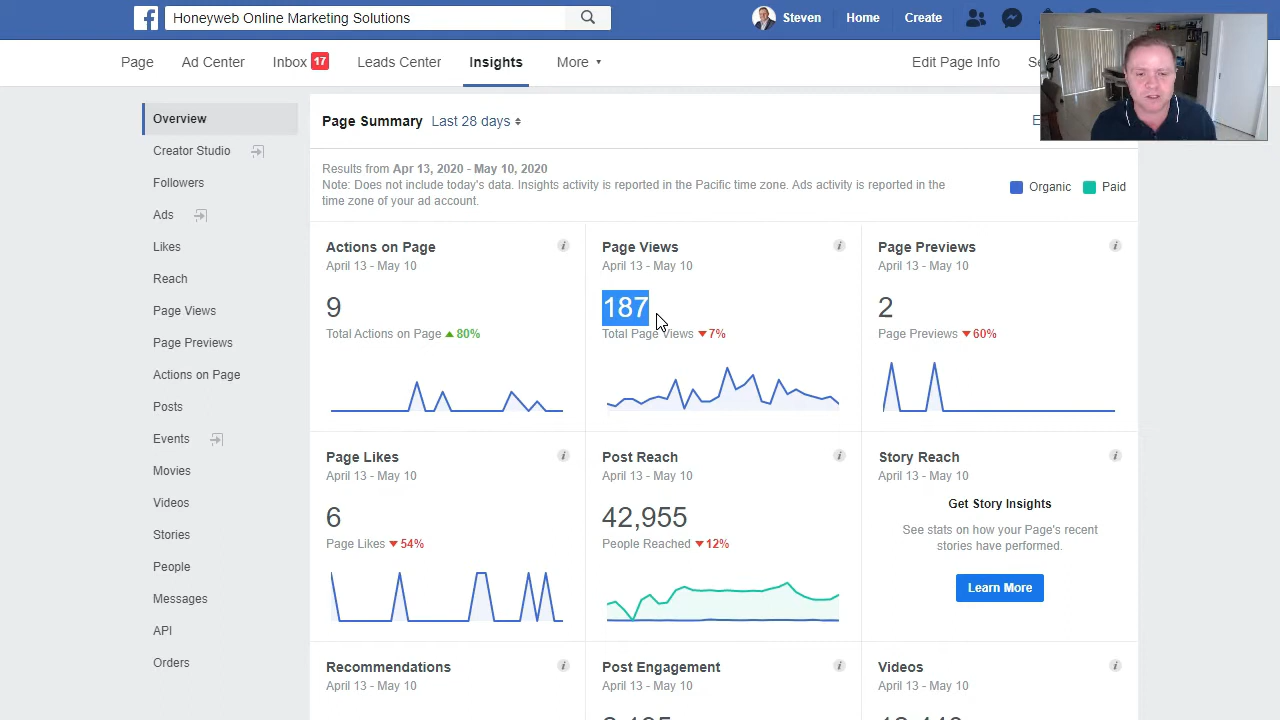 Honeyweb Online Marketing Solutions
Steven
Home
Create
Page
Ad Center
Inbox 17
Leads Center
Insights
More
Edit Page Info
Overview
Creator Studio
Followers
Ads
Likes
Reach
Page Views
Page Previews
Actions on Page
Posts
Events
Movies
Videos
Stories
People
Messages
API
Orders
Page Summary Last 28 days
Results from Apr 13, 2020 - May 10, 2020
Note: Does not include today's data. Insights activity is reported in the Pacific time zone. Ads activity is reported in the
time zone of your ad account.
Organic
Paid
Actions on Page
April 13 - May 10
9
Total Actions on Page 80%
Page Views
April 13 - May 10
187
Total Page Views 7%
Page Previews
April 13 - May 10
2
Page Previews 60%
Page Likes
April 13 - May 10
6
Page Likes 54%
Post Reach
April 13 - May 10
42,955
People Reached 12%
Story Reach
April 13 - May 10
Get Story Insights
See stats on how your Page's recent
stories have performed.
Learn More
Recommendations
April 13 - May 10
Post Engagement
April 13 - May 10
Videos
April 13 - May 10